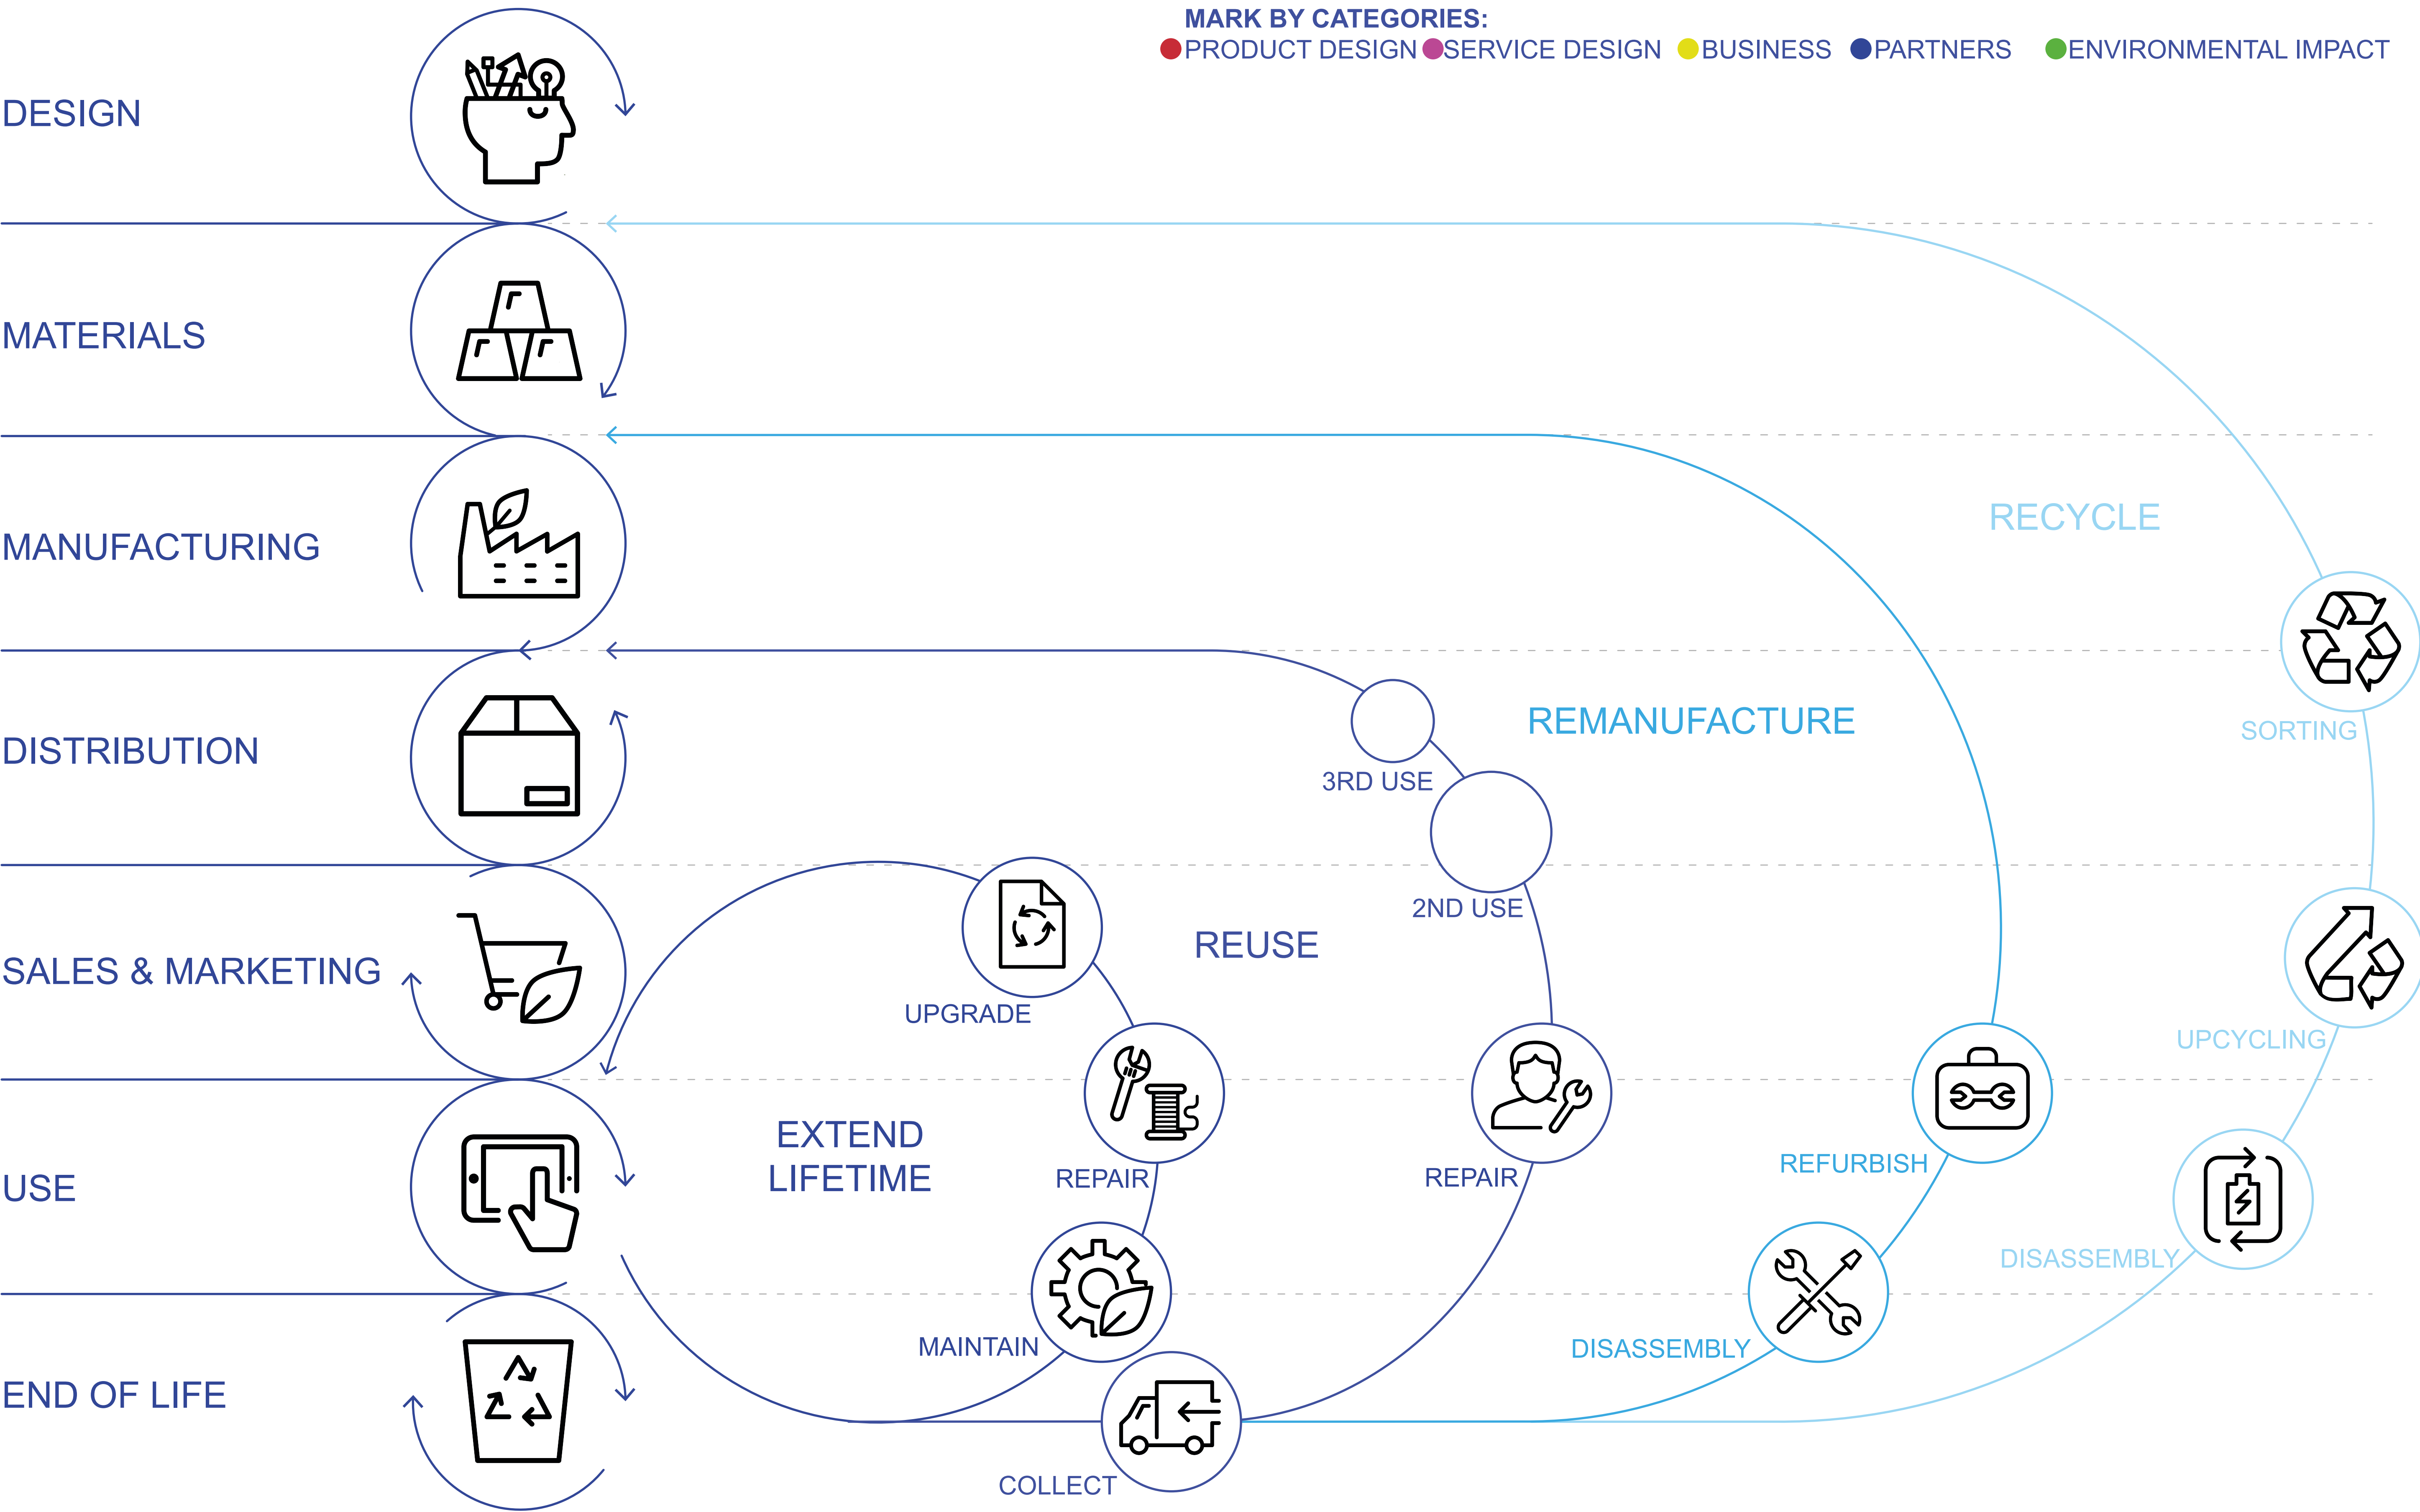 MARK BY CATEGORIES:
PRODUCT DESIGN SERVICE DESIGN BUSINESS PARTNERS ENVIRONMENTAL IMPACT
DESIGN
MATERIALS
MANUFACTURING
RECYCLE
DISTRIBUTION
REMANUFACTURE
SORTING
3RD USE
2ND USE
SALES & MARKETING
REUSE
UPGRADE
UPCYCLING
EXTEND
LIFETIME
USE
REPAIR
REPAIR
REFURBISH
DISASSEMBLY
MAINTAIN
DISASSEMBLY
END OF LIFE
COLLECT